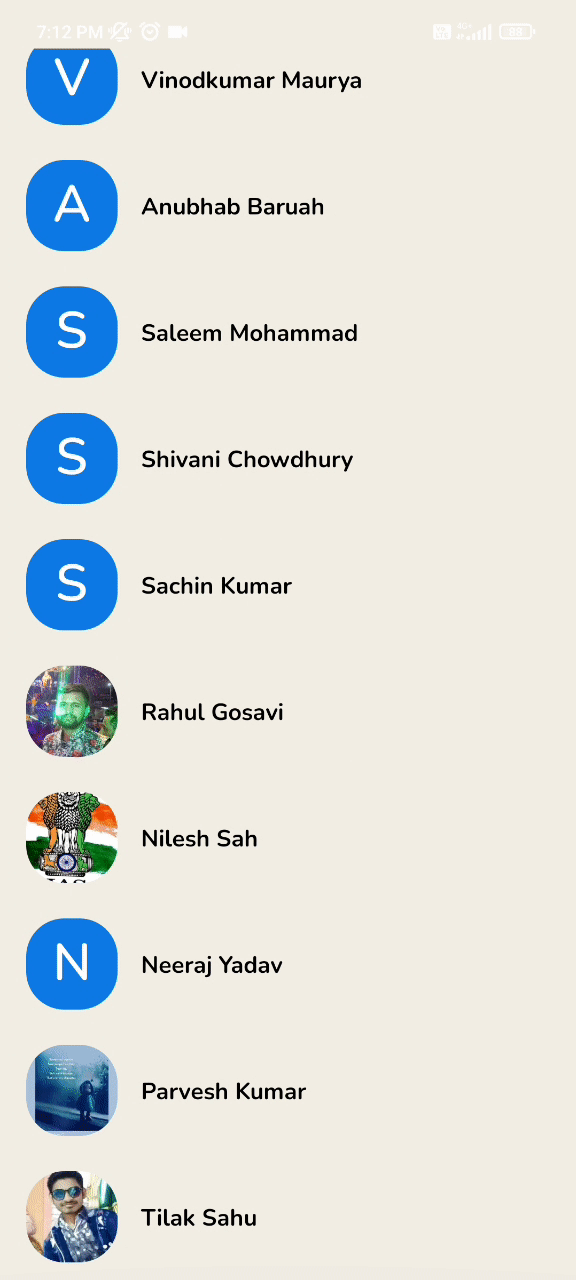 7:12 PM
88
V
Vinodkumar Maurya
A
Anubhab Baruah
S
Saleem Mohammad
S
Shivani Chowdhury
S
Sachin Kumar
Rahul Gosavi
Nilesh Sah
N
Neeraj Yadav
Parvesh Kumar
Tilak Sahu